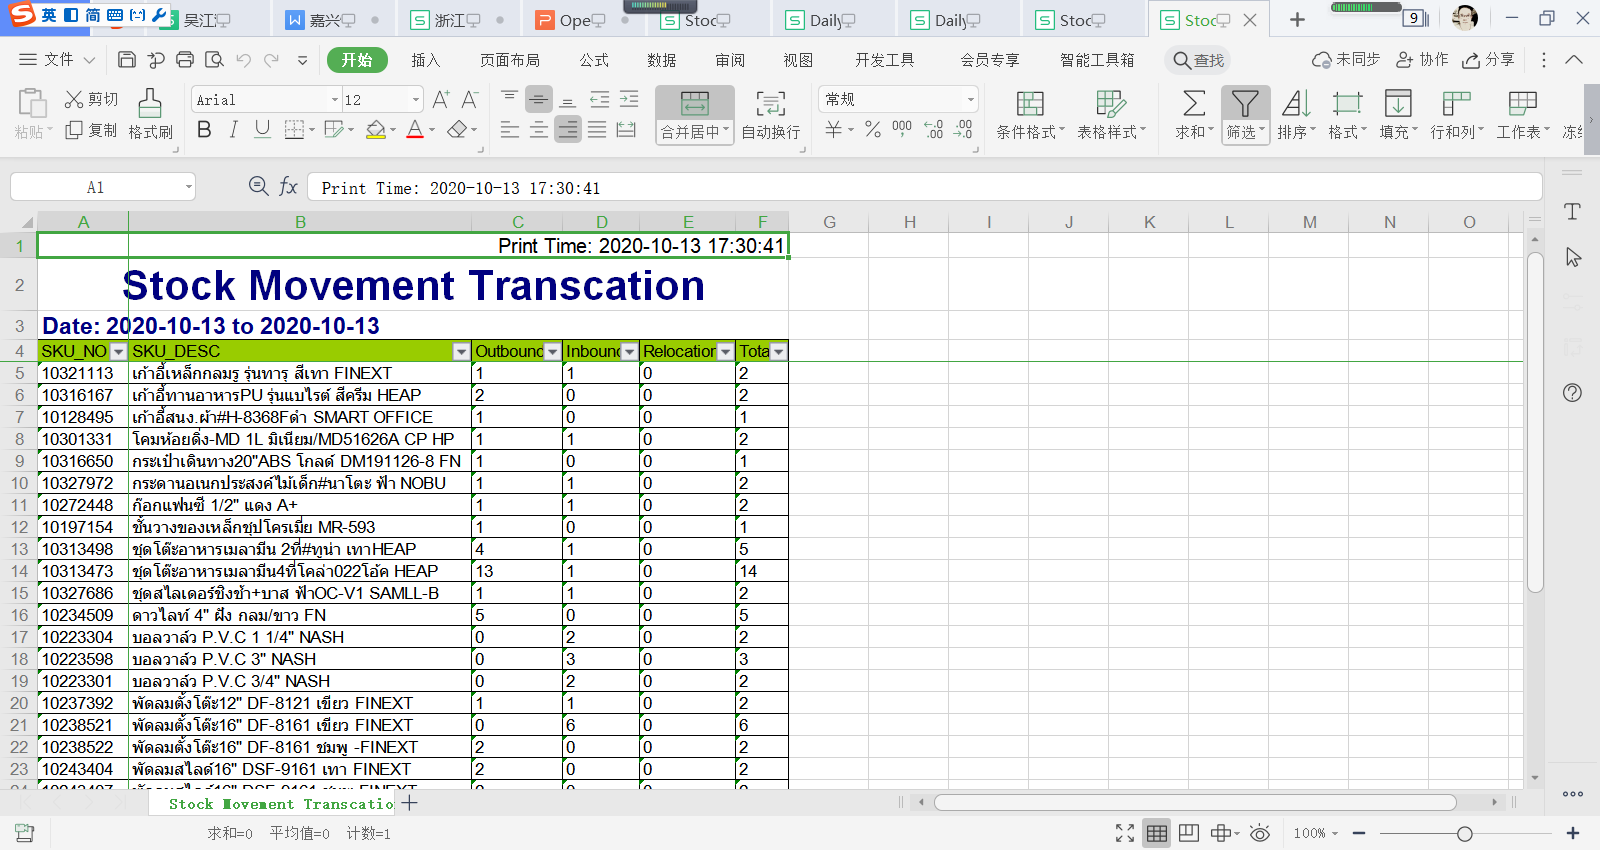 英 简 吴江 嘉兴 浙江 Ope Stoc Daily Daily Stoc Stoc 9
文件 开始 插入 页面布局 公式 数据 审阅 视图 开发工具 会员专享 智能工具箱 查找 未同步 协作 分享
粘贴 剪切 复制 格式刷 Arial 12 合并居中 自动换行 常规 条件格式 表格样式 求和 筛选 排序 格式 填充 行和列 工作表 冻结
A1 fx Print Time: 2020-10-13 17:30:41
A B C D E F G H I J K L M N O
1 Print Time: 2020-10-13 17:30:41
2 Stock Movement Transcation
3 Date: 2020-10-13 to 2020-10-13
4 SKU_NO SKU_DESC Outbound Inbound Relocation Tota
5 10321113 เก้าอี้เหล็กกลมรู รุ่นทารุ สีเทา FINEXT 1 1 0 2
6 10316167 เก้าอี้ทานอาหารPU รุ่นแบไรต์ สีครีม HEAP 2 0 0 2
7 10128495 เก้าอี้สนง.ผ้า#H-8368Fดำ SMART OFFICE 1 0 0 1
8 10301331 โคมห้อยดิ่ง-MD 1L มิเนียม/MD51626A CP HP 1 1 0 2
9 10316650 กระเป๋าเดินทาง20"ABS โกลด์ DM191126-8 FN 1 0 0 1
10 10327972 กระดานอเนกประสงค์ไม้เด็ก#นาโตะ ฟ้า NOBU 1 1 0 2
11 10272448 ก๊อกแฟนซี 1/2" แดง A+ 1 1 0 2
12 10197154 ชั้นวางของเหล็กชุปโครเมี่ย MR-593 1 0 0 1
13 10313498 ชุดโต๊ะอาหารเมลามีน 2ที่#ทูน่า เทาHEAP 4 1 0 5
14 10313473 ชุดโต๊ะอาหารเมลามีน4ที่โคล่า022โอ้ค HEAP 13 1 0 14
15 10327686 ชุดสไลเดอร์ชิงช้า+บาส ฟ้าOC-V1 SAMLL-B 1 1 0 2
16 10234509 ดาวไลท์ 4" ฝัง กลม/ขาว FN 5 0 0 5
17 10223304 บอลวาล์ว P.V.C 1 1/4" NASH 0 2 0 2
18 10223598 บอลวาล์ว P.V.C 3" NASH 0 3 0 3
19 10223301 บอลวาล์ว P.V.C 3/4" NASH 0 2 0 2
20 10237392 พัดลมตั้งโต๊ะ12" DF-8121 เขียว FINEXT 1 1 0 2
21 10238521 พัดลมตั้งโต๊ะ16" DF-8161 เขียว FINEXT 0 6 0 6
22 10238522 พัดลมตั้งโต๊ะ16" DF-8161 ชมพู -FINEXT 2 0 0 2
23 10243404 พัดลมสไลด์16" DSF-9161 เทา FINEXT 2 0 0 2
Stock Movement Transcatio
求和=0 平均值=0 计数=1 100%